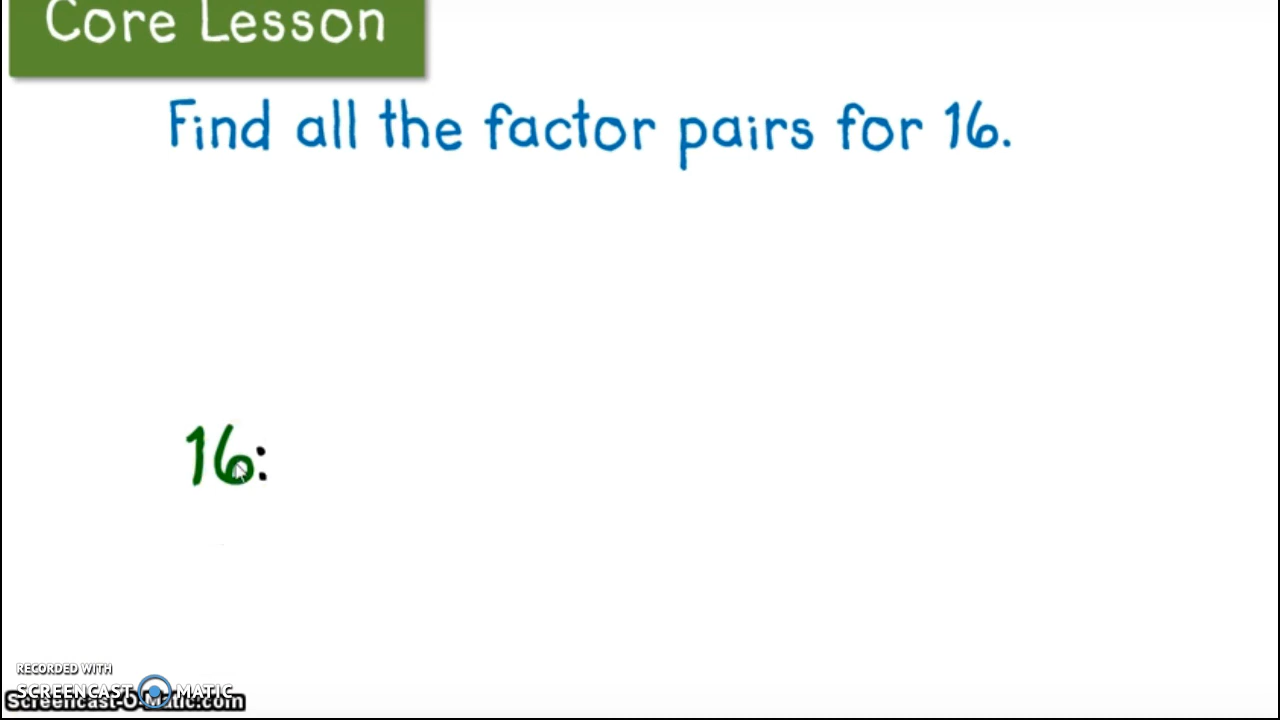 Core Lesson
Find all the factor pairs for 16.
16:
RECORDED WITH
SCREENCAST MATIC
Screencast-O-Matic.com